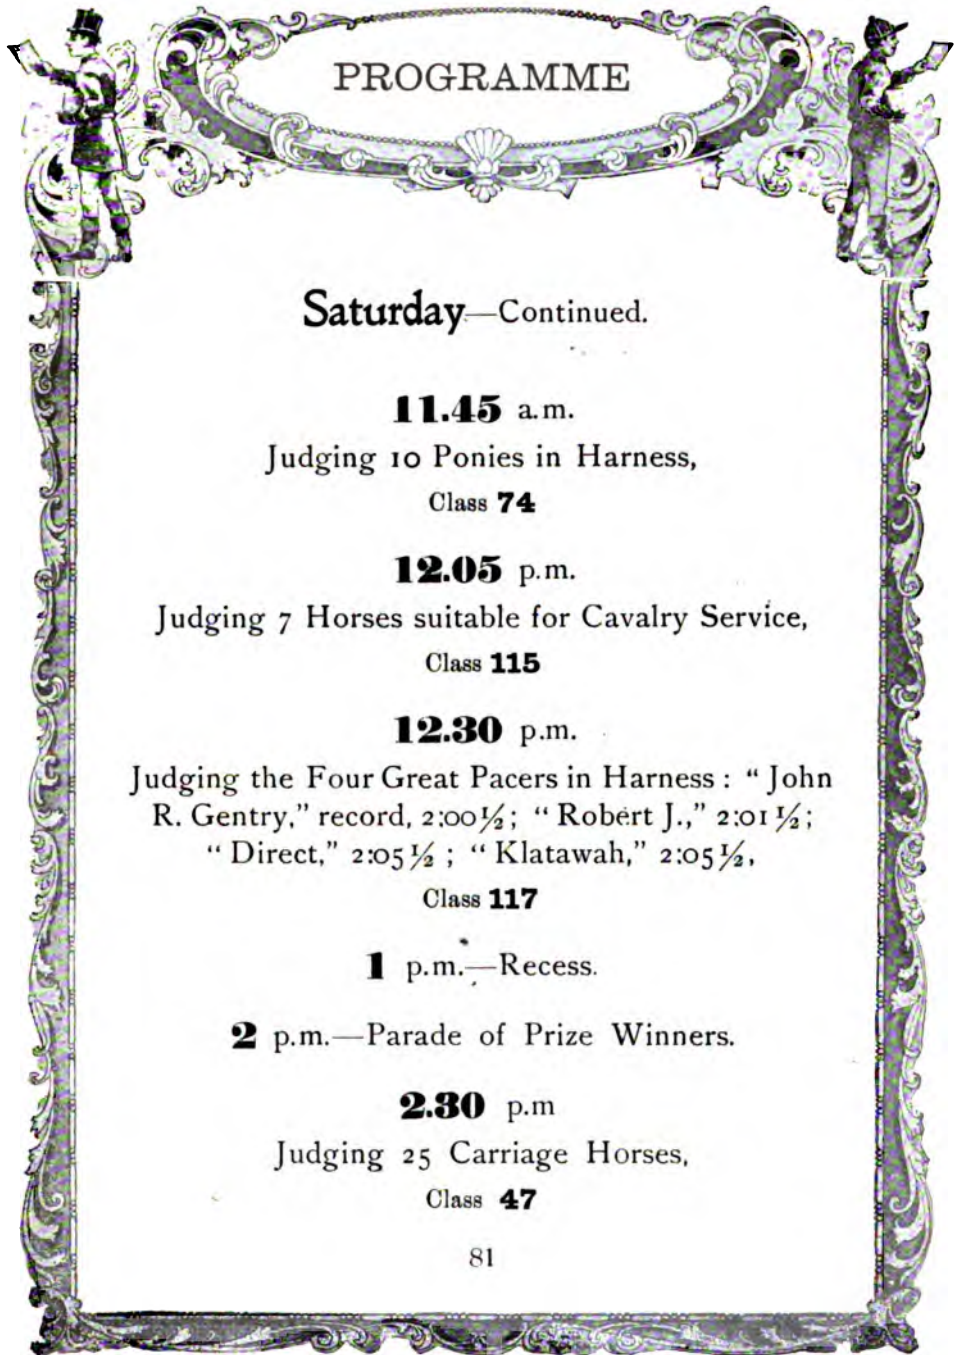 PROGRAMME
Saturday—Continued.
11.45 a.m.
Judging 10 Ponies in Harness,
Class 74
12.05 p.m.
Judging 7 Horses suitable for Cavalry Service,
Class 115
12.30 p.m.
Judging the Four Great Pacers in Harness : “ John
R. Gentry,” record, 2:00½ ; “ Robert J.,” 2:01½ ;
“ Direct,” 2:05½ ; “ Klatawah,” 2:05½,
Class 117
1 p.m.—Recess.
2 p.m.—Parade of Prize Winners.
2.30 p.m
Judging 25 Carriage Horses,
Class 47
81